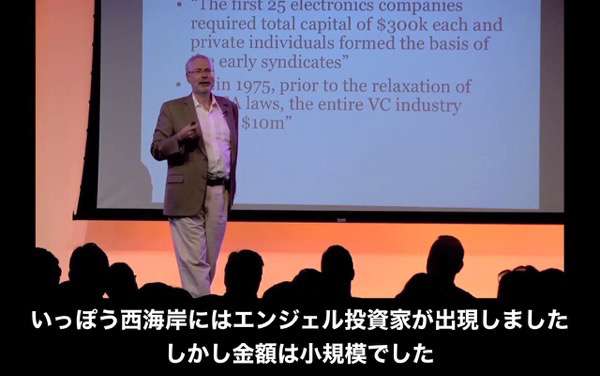 • "The first 25 electronics companies
required total capital of $300k each and
private individuals formed the basis of
early syndicates"
in 1975, prior to the relaxation of
laws, the entire VC industry
$10m"
いっぽう西海岸にはエンジェル投資家が出現しました
しかし金額は小規模でした